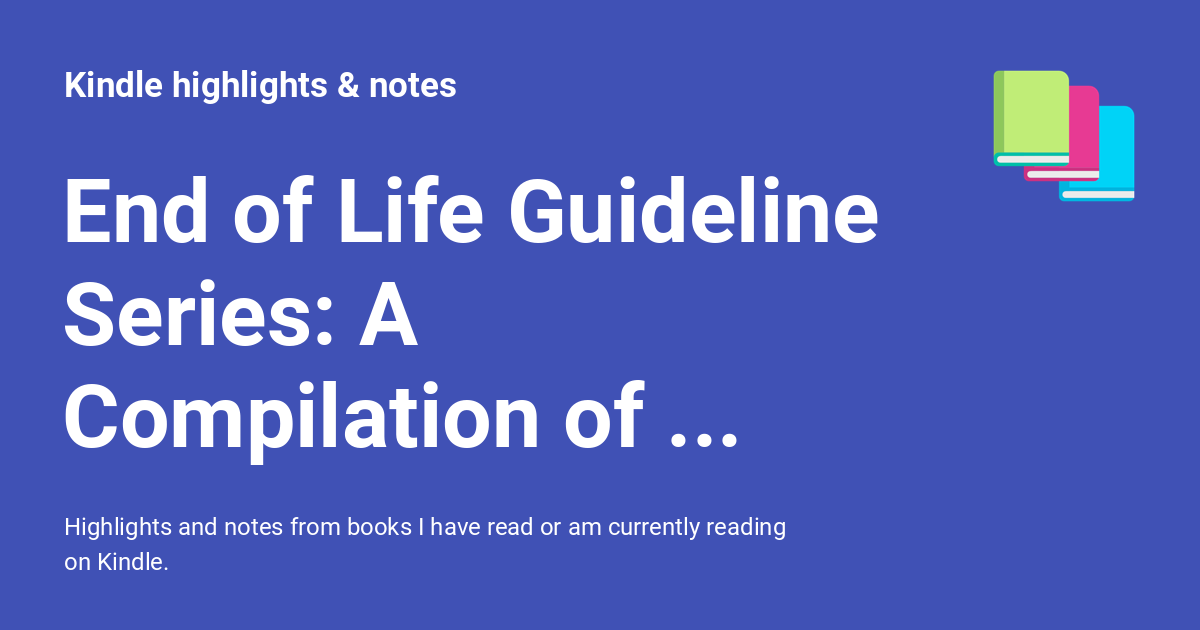 Kindle highlights & notes
End of Life Guideline
Series: A
Compilation of ...
Highlights and notes from books I have read or am currently reading
on Kindle.